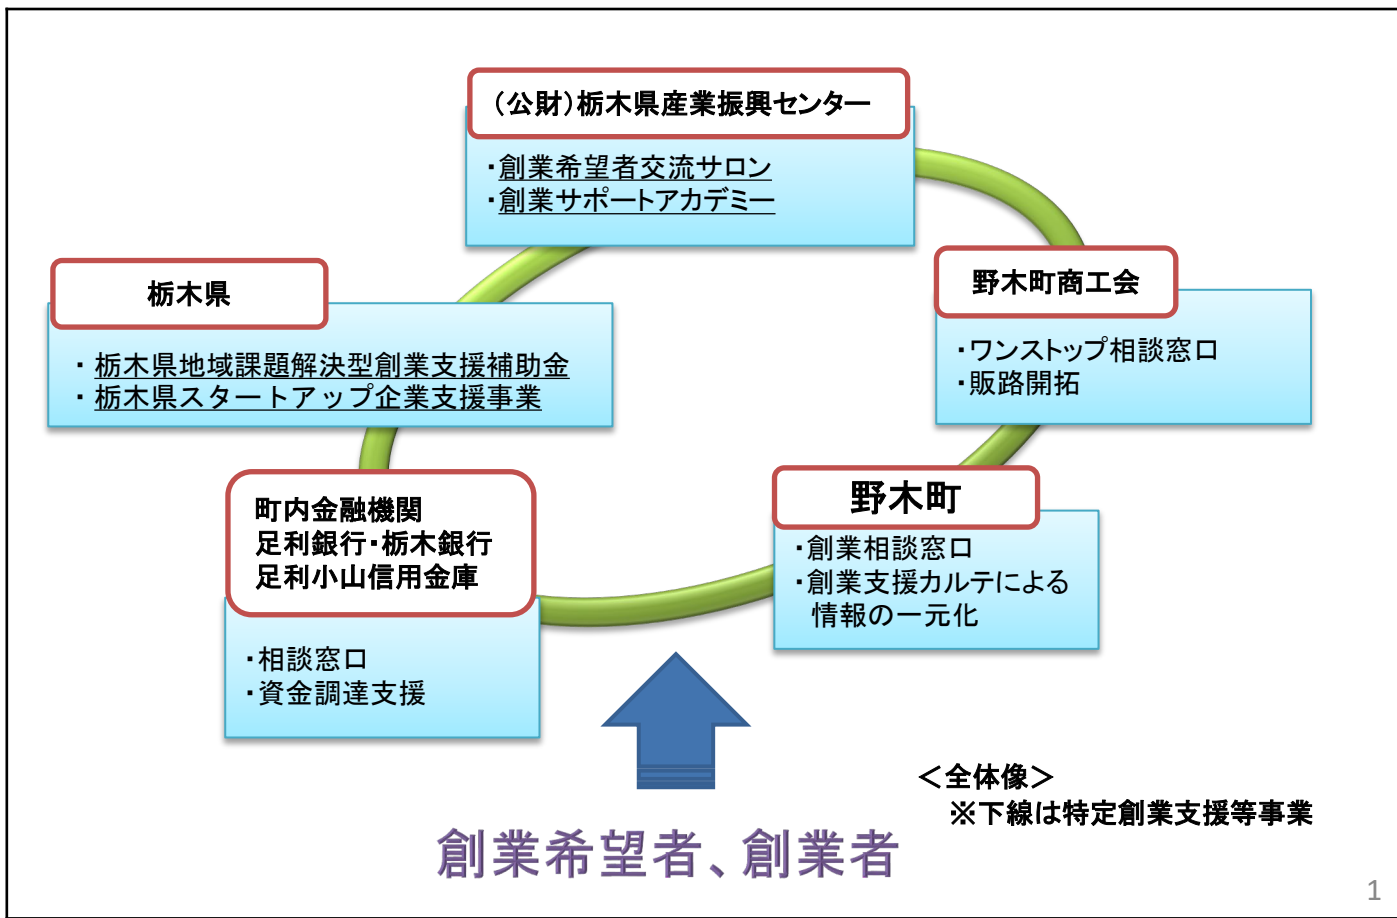 （公財）栃木県産業振興センター
・創業希望者交流サロン
・創業サポートアカデミー
栃木県
・栃木県地域課題解決型創業支援補助金
・栃木県スタートアップ企業支援事業
野木町商工会
・ワンストップ相談窓口
・販路開拓
町内金融機関
足利銀行・栃木銀行
足利小山信用金庫
・相談窓口
・資金調達支援
野木町
・創業相談窓口
・創業支援カルテによる
情報の一元化
＜全体像＞
※下線は特定創業支援等事業
創業希望者、創業者
1